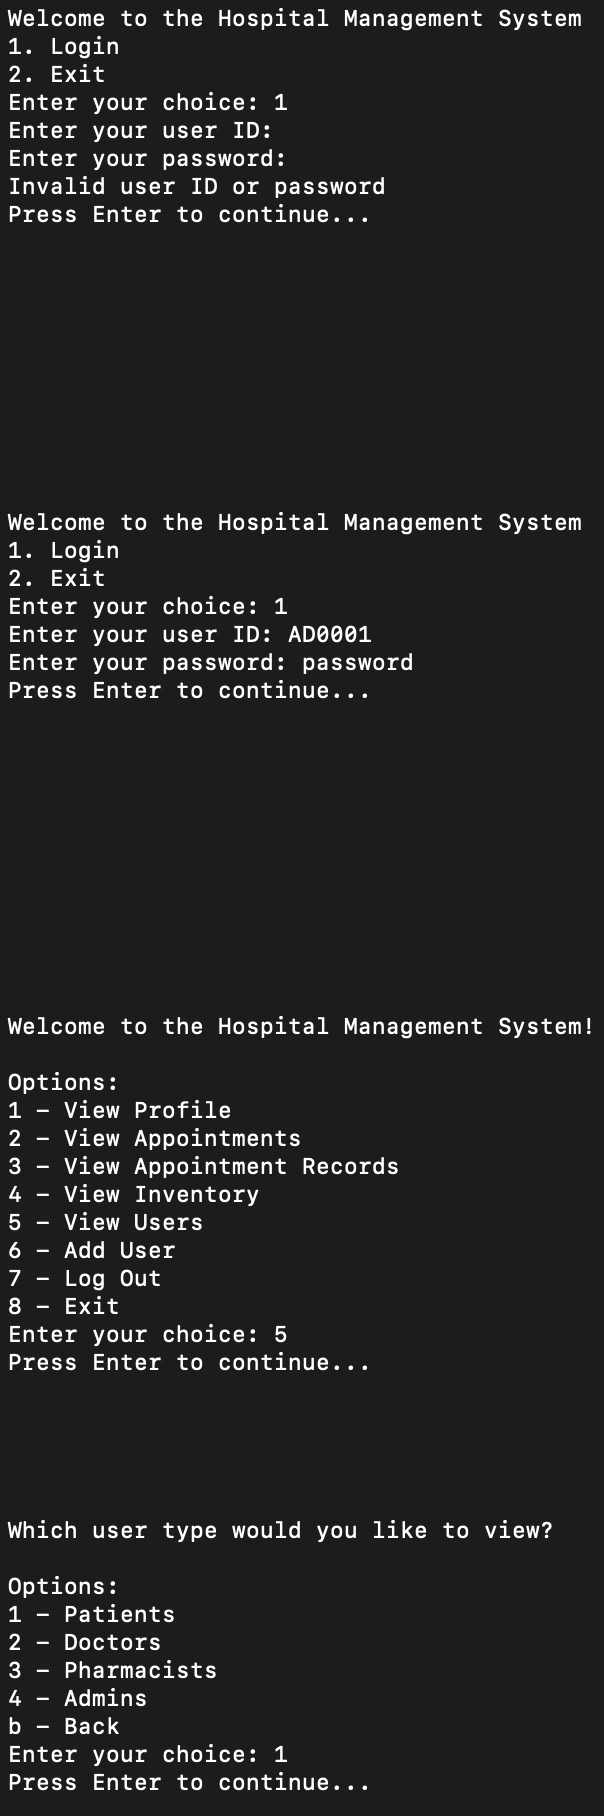 Welcome to the Hospital Management System
1. Login
2. Exit
Enter your choice: 1
Enter your user ID:
Enter your password:
Invalid user ID or password
Press Enter to continue...
Welcome to the Hospital Management System
1. Login
2. Exit
Enter your choice: 1
Enter your user ID: AD0001
Enter your password: password
Press Enter to continue...
Welcome to the Hospital Management System!
Options:
1 – View Profile
2 – View Appointments
3 – View Appointment Records
4 – View Inventory
5 – View Users
6 – Add User
7 – Log Out
8 – Exit
Enter your choice: 5
Press Enter to continue...
Which user type would you like to view?
Options:
1 – Patients
2 – Doctors
3 – Pharmacists
4 – Admins
b – Back
Enter your choice: 1
Press Enter to continue...